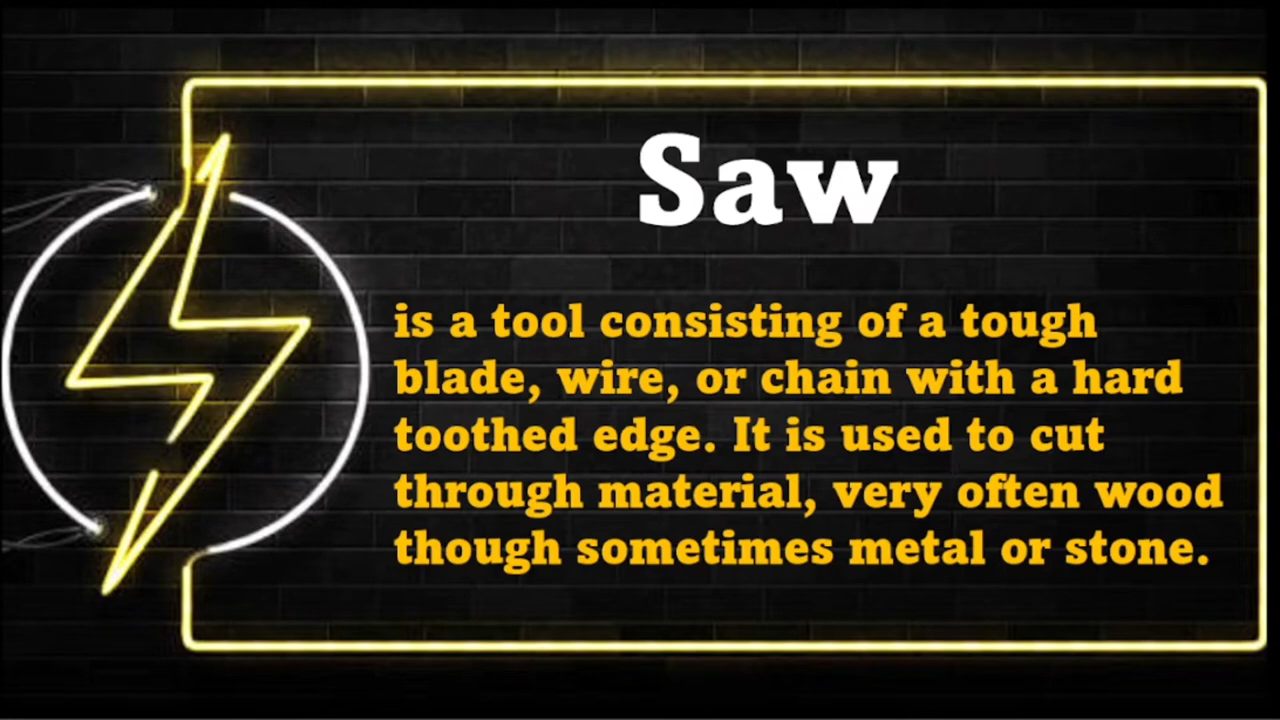 Saw
is a tool consisting of a tough
blade, wire, or chain with a hard
toothed edge. It is used to cut
through material, very often wood
though sometimes metal or stone.